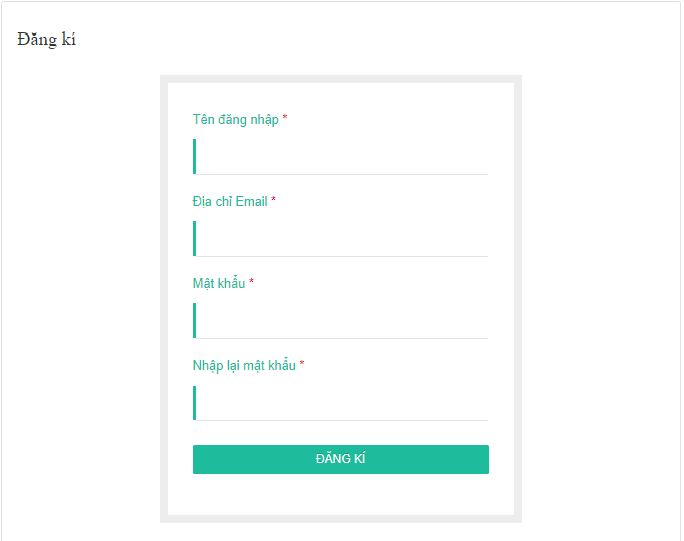 Đăng kí
Tên đăng nhập *
Địa chỉ Email *
Mật khẩu *
Nhập lại mật khẩu *
ĐĂNG KÍ